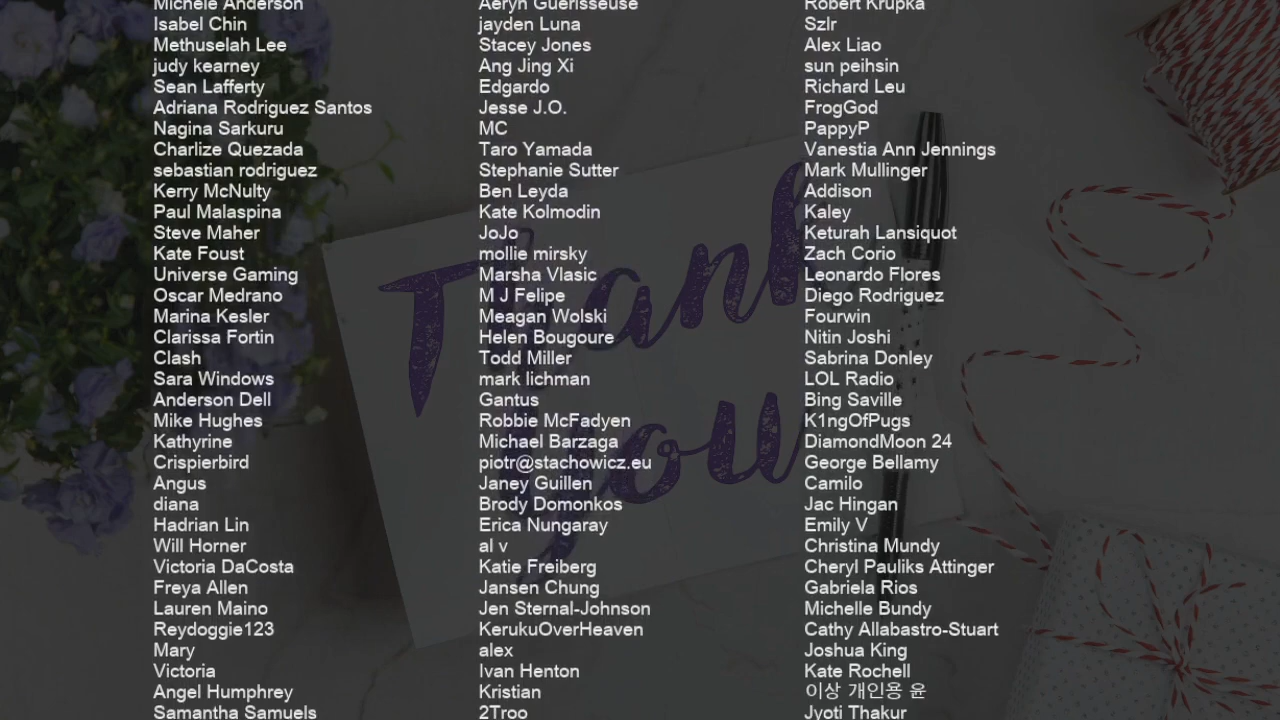 Michele Anderson
Isabel Chin
Methuselah Lee
judy kearney
Sean Lafferty
Adriana Rodriguez Santos
Nagina Sarkuru
Charlize Quezada
sebastian rodriguez
Kerry McNulty
Paul Malaspina
Steve Maher
Kate Foust
Universe Gaming
Oscar Medrano
Marina Kesler
Clarissa Fortin
Clash
Sara Windows
Anderson Dell
Mike Hughes
Kathyrine
Crispierbird
Angus
diana
Hadrian Lin
Will Horner
Victoria DaCosta
Freya Allen
Lauren Maino
Reydoggie123
Mary
Victoria
Angel Humphrey
Samantha Samuels
Aeryn Guerisseuse
jayden Luna
Stacey Jones
Ang Jing Xi
Edgardo
Jesse J.O.
MC
Taro Yamada
Stephanie Sutter
Ben Leyda
Kate Kolmodin
JoJo
mollie mirsky
Marsha Vlasic
M J Felipe
Meagan Wolski
Helen Bougoure
Todd Miller
mark lichman
Gantus
Robbie McFadyen
Michael Barzaga
piotr@stachowicz.eu
Janey Guillen
Brody Domonkos
Erica Nungaray
al v
Katie Freiberg
Jansen Chung
Jen Sternal-Johnson
KerukuOverHeaven
alex
Ivan Henton
Kristian
2Troo
Robert Krupka
Szlr
Alex Liao
sun peihsin
Richard Leu
FrogGod
PappyP
Vanestia Ann Jennings
Mark Mullinger
Addison
Kaley
Keturah Lansiquot
Zach Corio
Leonardo Flores
Diego Rodriguez
Fourwin
Nitin Joshi
Sabrina Donley
LOL Radio
Bing Saville
K1ngOfPugs
DiamondMoon 24
George Bellamy
Camilo
Jac Hingan
Emily V
Christina Mundy
Cheryl Pauliks Attinger
Gabriela Rios
Michelle Bundy
Cathy Allabastro-Stuart
Joshua King
Kate Rochell
이상 개인용 윤
Jyoti Thakur
Thank
you